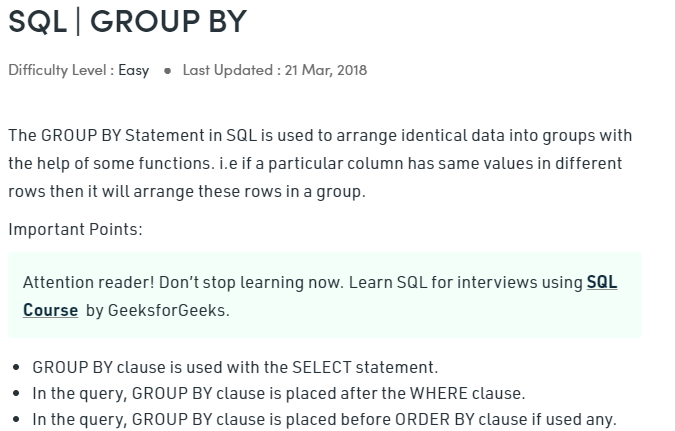 SQL | GROUP BY
Difficulty Level : Easy ● Last Updated : 21 Mar, 2018
The GROUP BY Statement in SQL is used to arrange identical data into groups with
the help of some functions. i.e if a particular column has same values in different
rows then it will arrange these rows in a group.
Important Points:
Attention reader! Don’t stop learning now. Learn SQL for interviews using SQL
Course by GeeksforGeeks.
• GROUP BY clause is used with the SELECT statement.
• In the query, GROUP BY clause is placed after the WHERE clause.
• In the query, GROUP BY clause is placed before ORDER BY clause if used any.